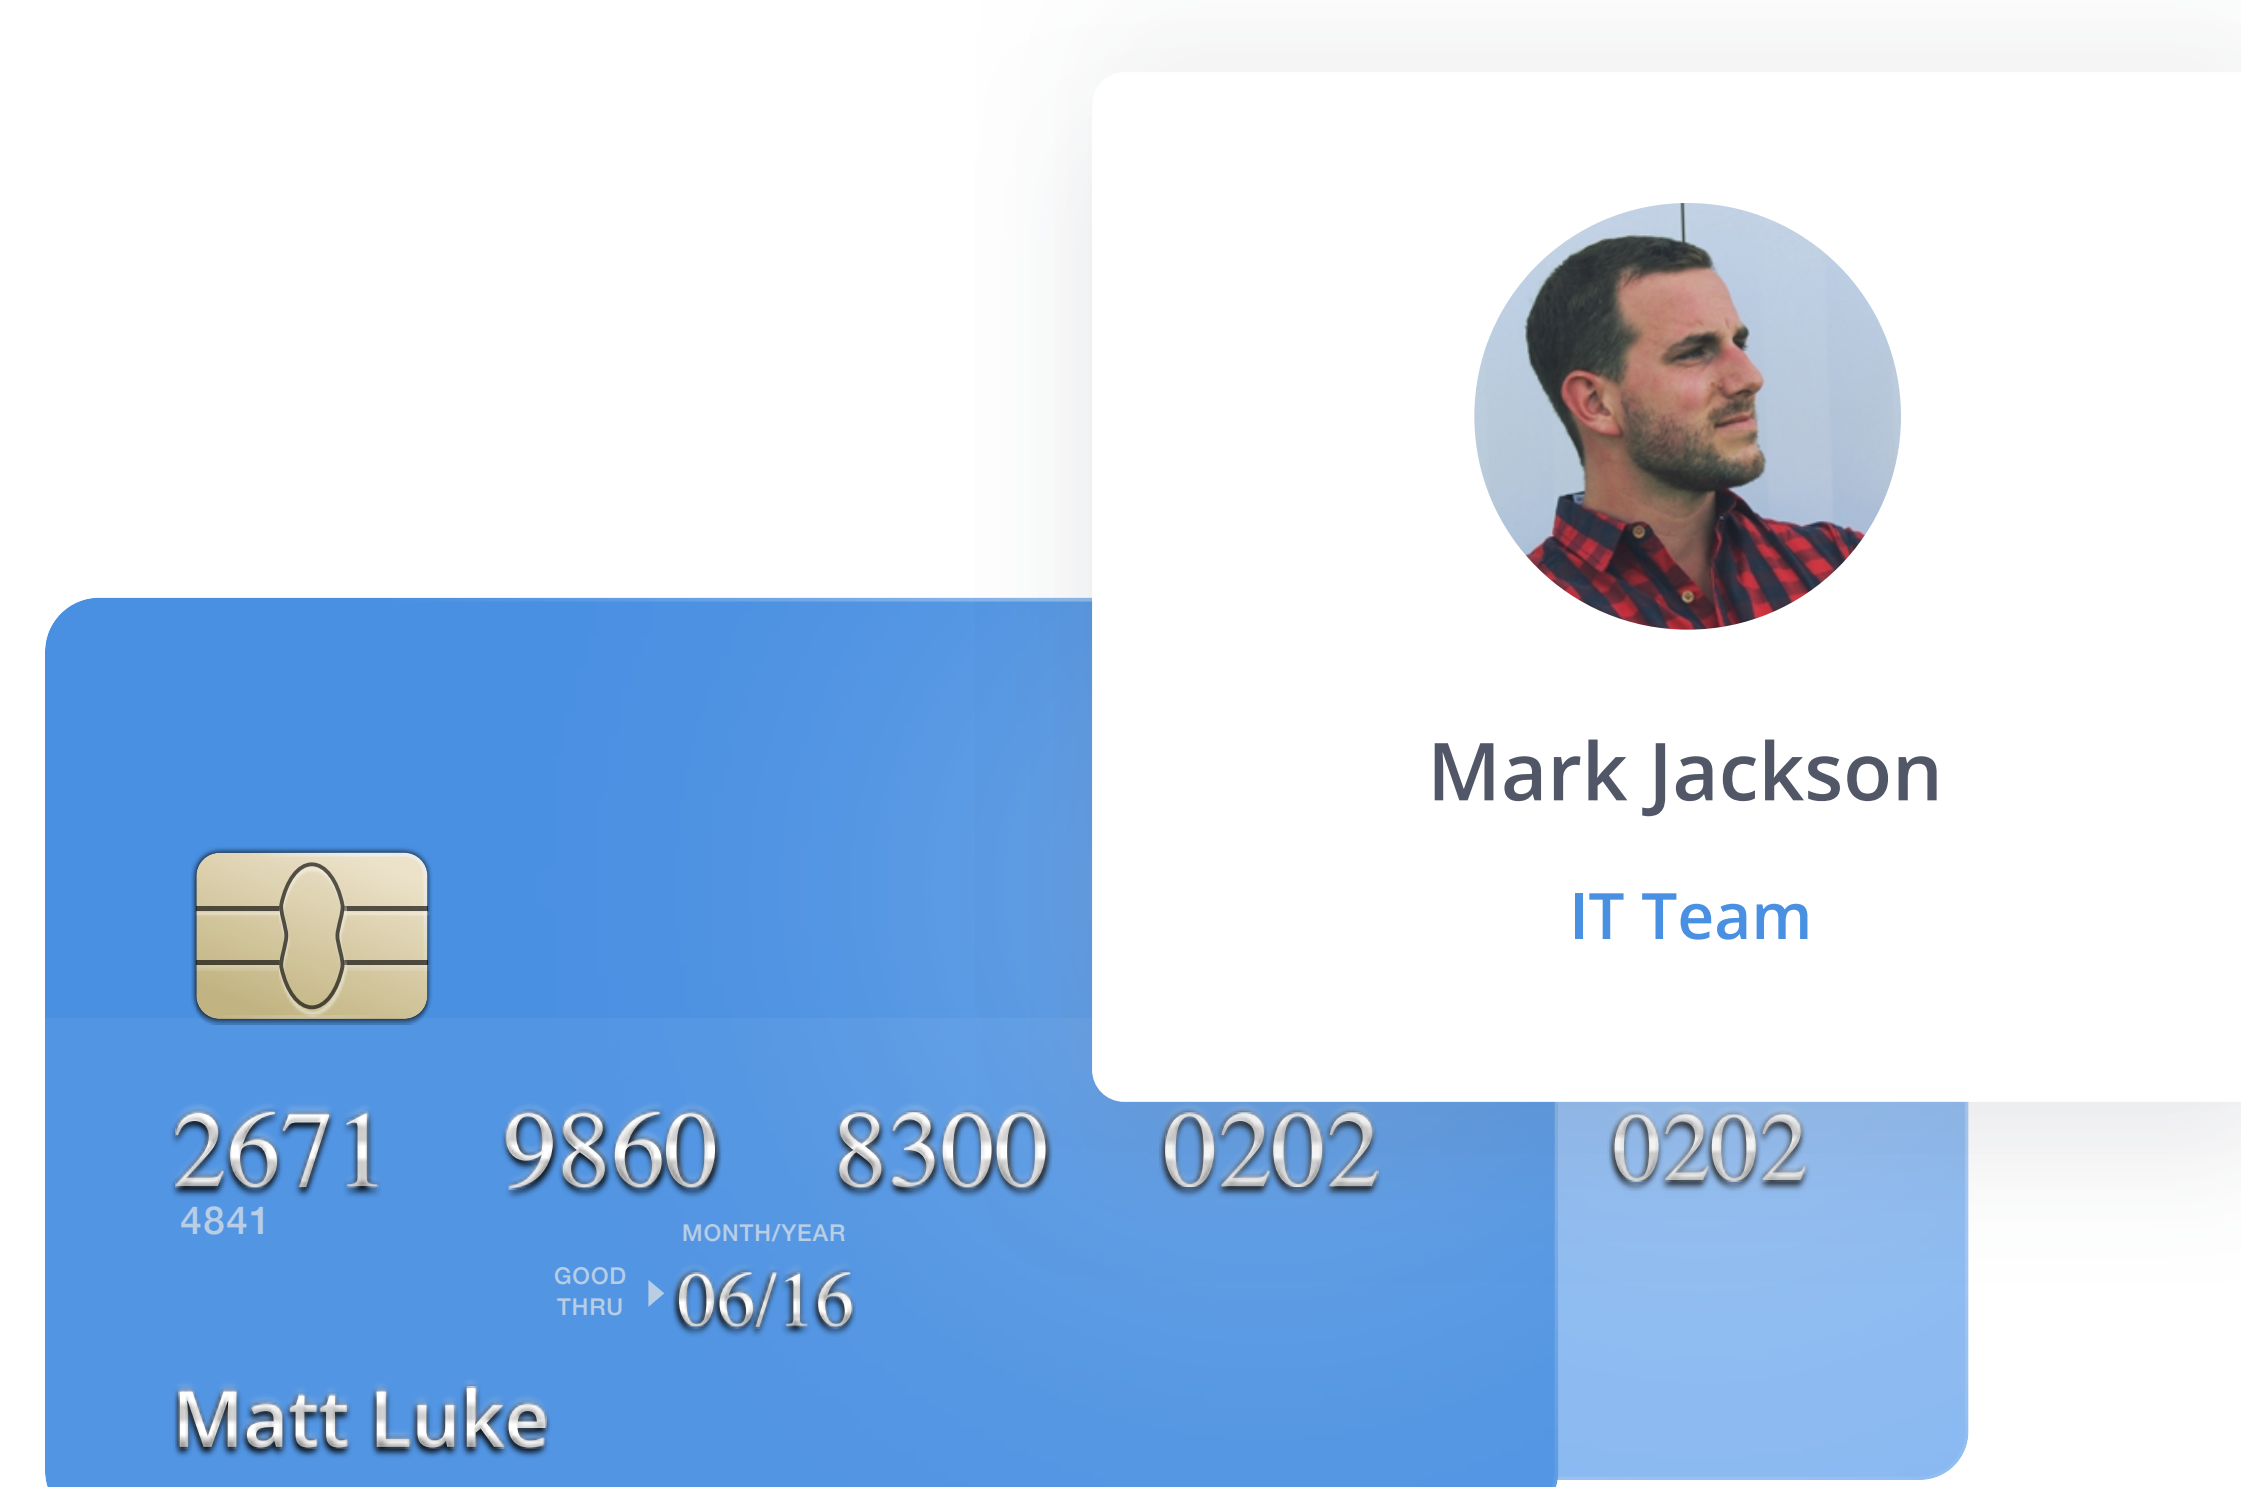 Mark Jackson
IT Team
2671 9860 8300 0202
0202
4841
MONTH/YEAR
GOOD
THRU
06/16
Matt Luke